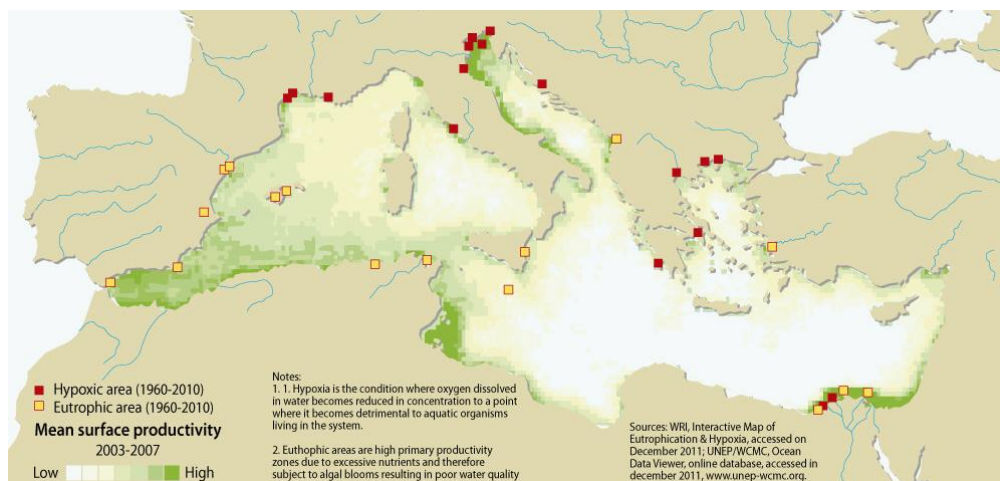 Hypoxic area (1960-2010)
Eutrophic area (1960-2010)
Mean surface productivity
2003-2007
Low
High
Notes:
1. 1. Hypoxia is the condition where oxygen dissolved
in water becomes reduced in concentration to a point
where it becomes detrimental to aquatic organisms
living in the system.
2. Euthophic areas are high primary productivity
zones due to excessive nutrients and therefore
subject to algal blooms resulting in poor water quality
Sources: WRI, Interactive Map of
Eutrophication & Hypoxia, accessed on
December 2011; UNEP/WCMC, Ocean
Data Viewer, online database, accessed in
december 2011, www.unep-wcmc.org.